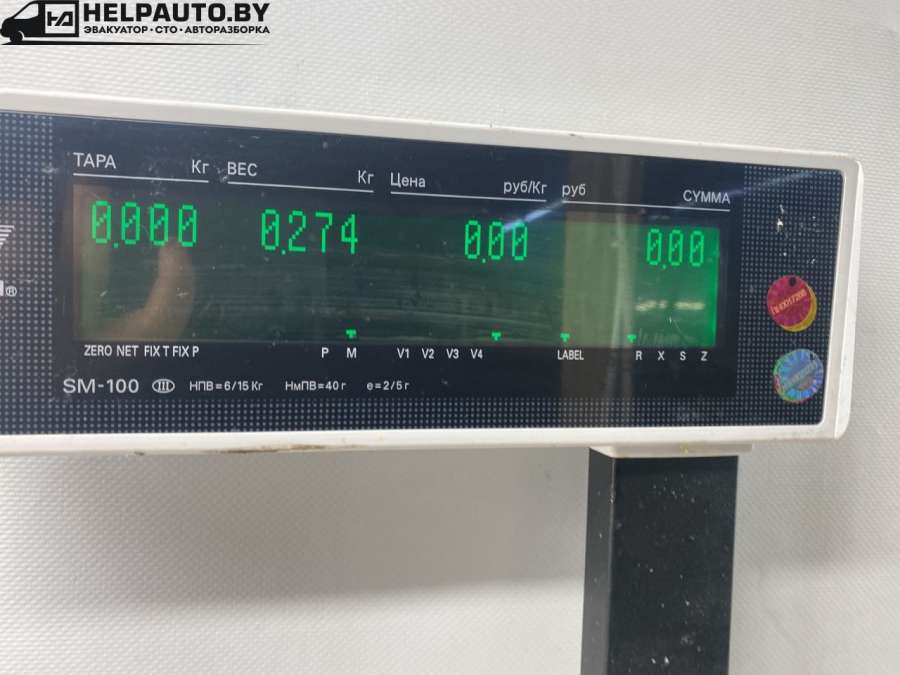 HELPAUTO.BY
ЭВАКУАТОР · СТО · АВТОРАЗБОРКА
ТАРА Кг ВЕС Кг Цена руб/Кг руб СУММА
0.000 0.274 0.00 0.00
ZERO NET FIX T FIX P P M V1 V2 V3 V4 LABEL R X S Z
SM-100 III НПВ=6/15 Кг НмПВ=40 г e=2/5 г